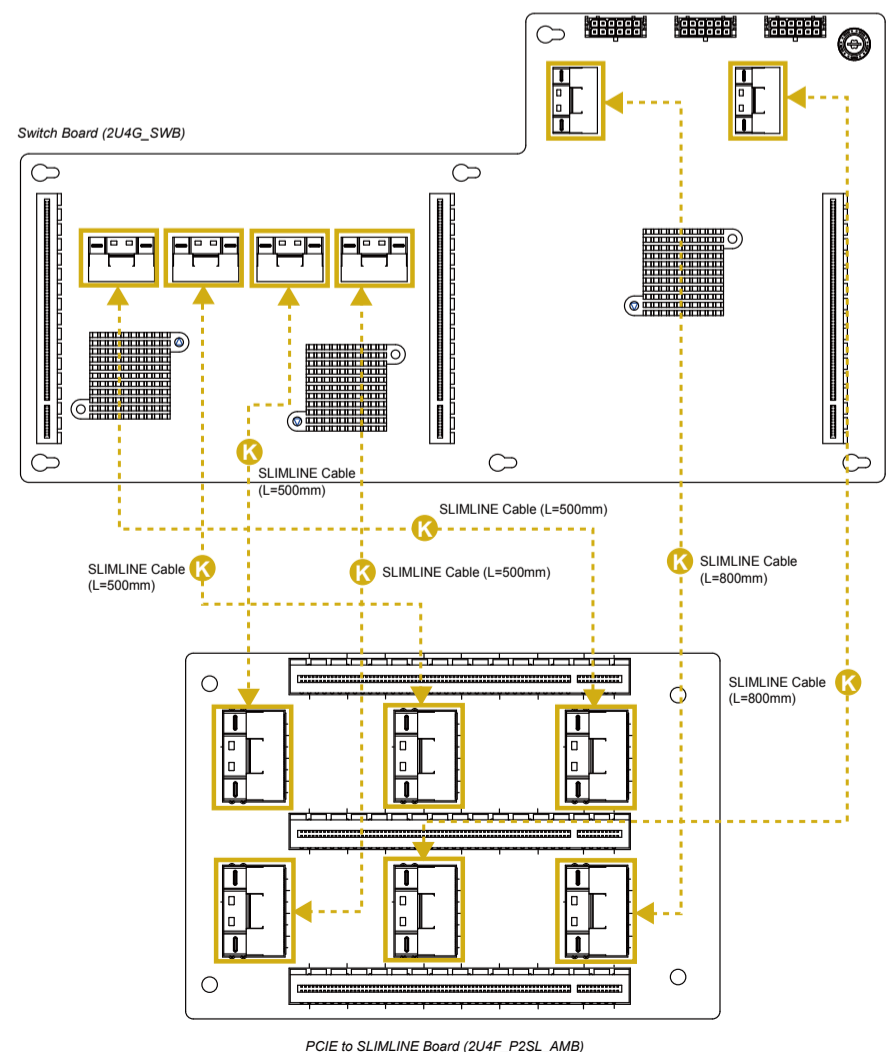 Switch Board (2U4G_SWB)
K
SLIMLINE Cable
(L=500mm)
SLIMLINE Cable (L=500mm)
K
SLIMLINE Cable
(L=500mm)
K
K
SLIMLINE Cable (L=500mm)
K
SLIMLINE Cable
(L=800mm)
SLIMLINE Cable
(L=800mm)
K
PCIE to SLIMLINE Board (2U4F_P2SL_AMB)